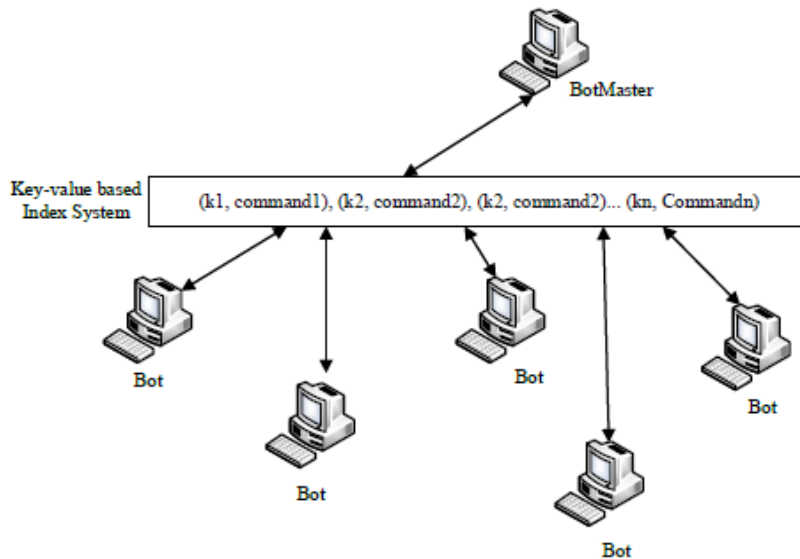 BotMaster
Key-value based
Index System
(k1, command1), (k2, command2), (k2, command2)... (kn, Commandn)
Bot
Bot
Bot
Bot
Bot